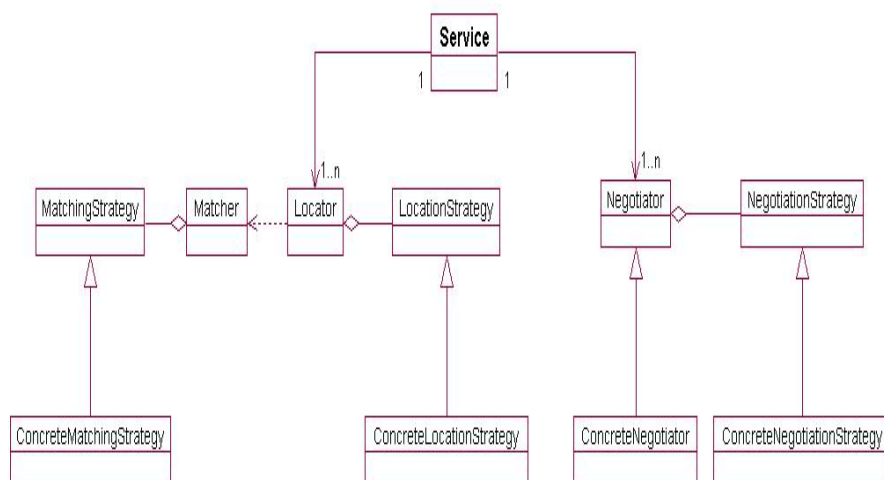 Service
1
1
1..n
1..n
MatchingStrategy
Matcher
Locator
LocationStrategy
Negotiator
NegotiationStrategy
ConcreteMatchingStrategy
ConcreteLocationStrategy
ConcreteNegotiator
ConcreteNegotiationStrategy